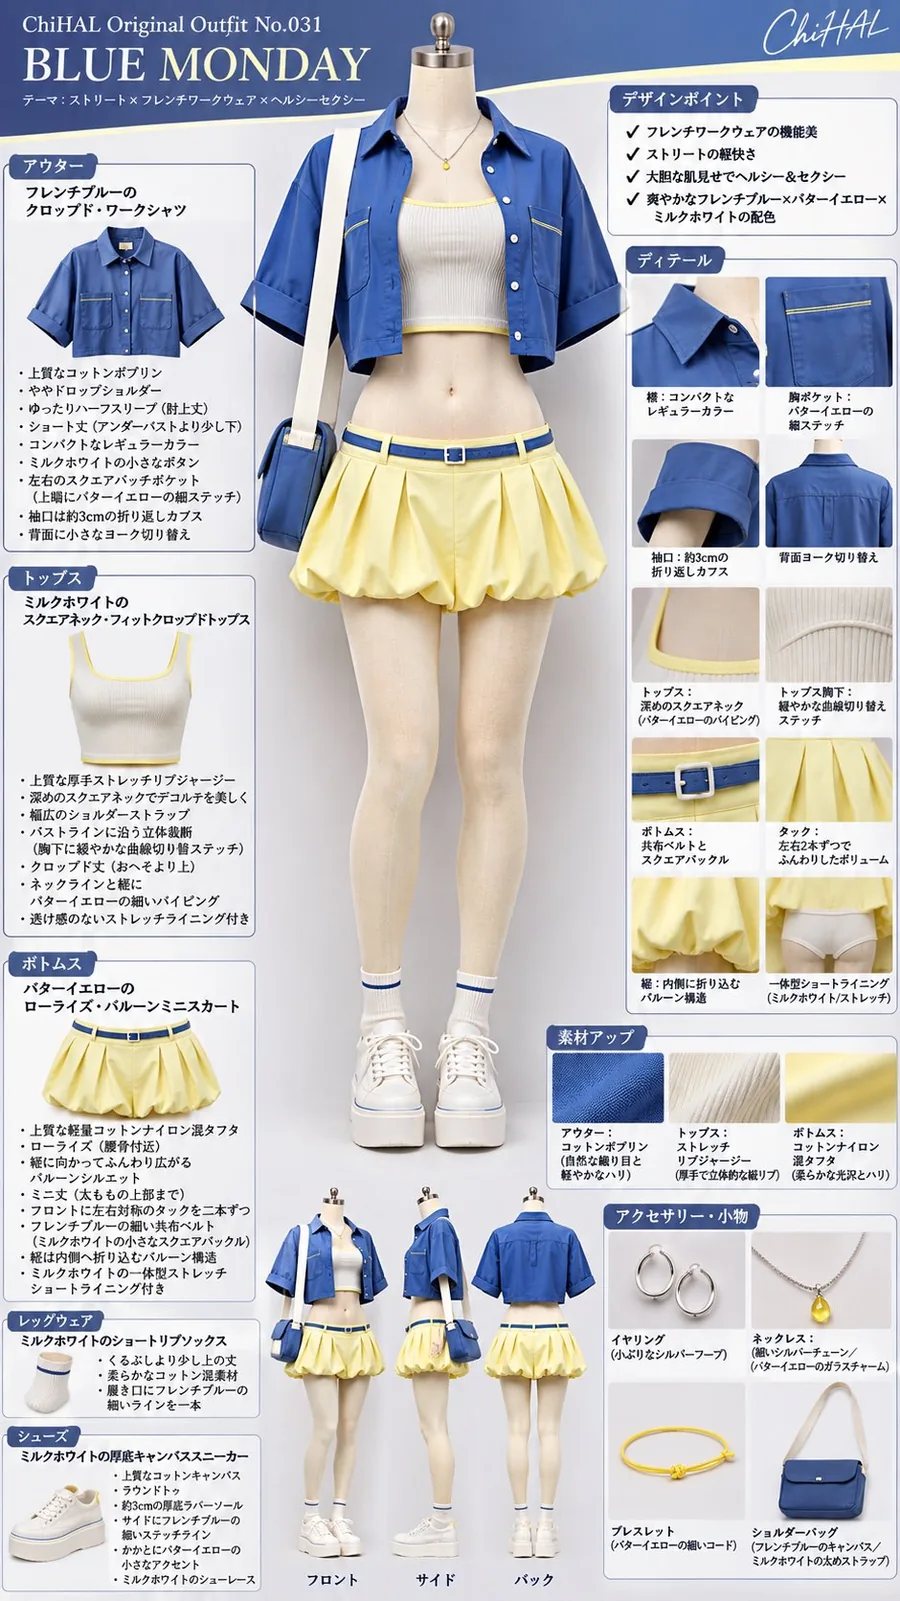 ChiHAL Original Outfit No.031
BLUE MONDAY
テーマ：ストリート×フレンチワークウェア×ヘルシーセクシー
ChiHAL
アウター
フレンチブルーの
クロップド・ワークシャツ
・上質なコットンポプリン
・ややドロップショルダー
・ゆったりハーフスリーブ（肘上丈）
・ショート丈（アンダーバストより少し下）
・コンパクトなレギュラーカラー
・ミルクホワイトの小さなボタン
・左右のスクエアパッチポケット
（上端にバターイエローの細ステッチ）
・袖口は約3cmの折り返しカブス
・背面に小さなヨーク切り替え
トップス
ミルクホワイトの
スクエアネック・フィットクロップドトップス
・上質な厚手ストレッチリブジャージー
・深めのスクエアネックでデコルテを美しく
・幅広のショルダーストラップ
・バストラインに沿う立体裁断
（胸下に緩やかな曲線切り替ステッチ）
・クロップド丈（おへそより上）
・ネックラインと
バターイエローの細いパイピング
・透け感のないストレッチライニング付き
ボトムス
バターイエローの
ローライズ・バルーンミニスカート
・上質な軽量コットンナイロン混タフタ
・ローライズ（腰骨付近）
・に向かってふんわり広がる
バルーンシルエット
・ミニ丈（太ももの上部まで）
・フロントに左右対称のタックを二本ずつ
・フレンチブルーの細い共布ベルト
（ミルクホワイトの小さなスクエアバックル）
・は内側へ折り込むバルーン構造
・ミルクホワイトの一体型ストレッチ
ショートライニング付き
レッグウェア
ミルクホワイトのショートリブソックス
・くるぶしより少し上の丈
・柔らかなコットン混素材
・履き口にフレンチブルーの
細いラインを一本
シューズ
ミルクホワイトの厚底キャンバススニーカー
・上質なコットンキャンバス
・ラウンドトゥ
・約3cmの厚底ラバーソール
・サイドにフレンチブルーの
細いステッチライン
・かかとにバターイエローの
小さなアクセント
・ミルクホワイトのシューレース
フロント
サイド
バック
デザインポイント
✓ フレンチワークウェアの機能美
✓ ストリートの軽快さ
✓ 大胆な肌見せでヘルシー＆セクシー
✓ 爽やかなフレンチブルー×バターイエロー×
ミルクホワイトの配色
ディテール
：コンパクトな
レギュラーカラー
胸ポケット：
バターイエローの
細ステッチ
袖口：約3cmの
折り返しカフス
背面ヨーク切り替え
トップス：
深めのスクエアネック
（バターイエローのパイピング）
トップス胸下：
緩やかな曲線切り替え
ステッチ
ボトムス：
共布ベルトと
スクエアバックル
タック：
左右2本ずつで
ふんわりしたボリューム
：内側に折り込む
バルーン構造
一体型ショートライニング
（ミルクホワイト/ストレッチ）
素材アップ
アウター：
コットンポプリン
（自然な織り目と
軽やかなハリ）
トップス：
ストレッチ
リブジャージー
（厚手で立体的なリブ）
ボトムス：
コットンナイロン
混タフタ
（柔らかな光沢とハリ）
アクセサリー・小物
イヤリング
（小ぶりなシルバーフープ）
ネックレス：
（細いシルバーチェーン／
バターイエローのガラスチャーム）
ブレスレット
（バターイエローの細いコード）
ショルダーバッグ
（フレンチブルーのキャンバス／
ミルクホワイトの太めストラップ）